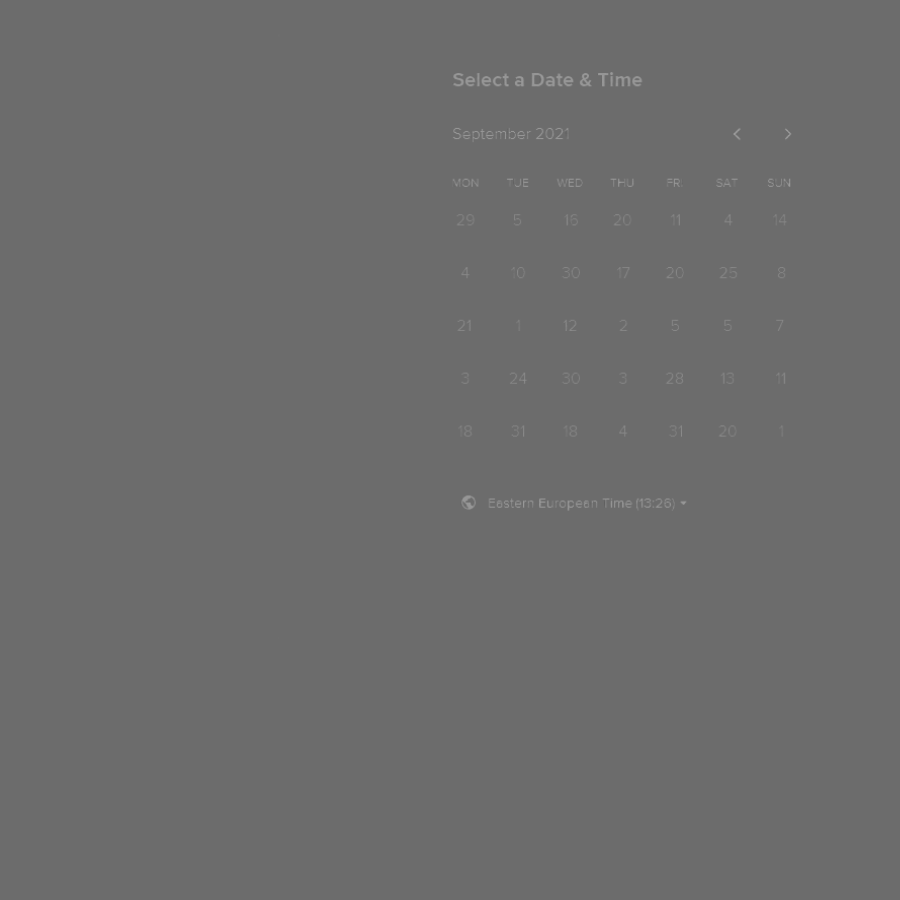 Select a Date & Time
September 2021
MON TUE WED THU FRI SAT SUN
29 5 15 20 11 4 14
4 10 30 17 20 25 8
21 1 12 2 5 5 7
3 24 30 3 28 13 11
18 31 18 4 31 20 1
Eastern European Time (13:26)